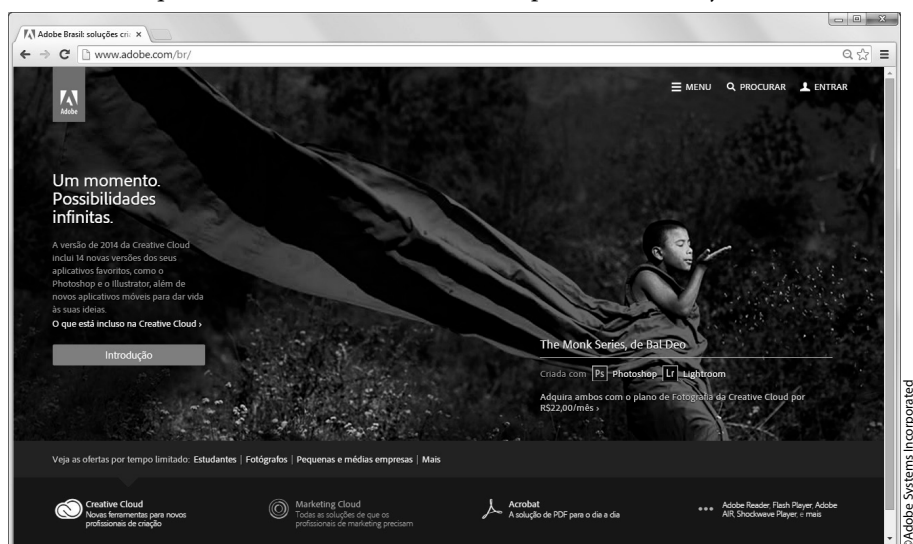 Adobe Brasil: soluções cri
www.adobe.com/br/
Adobe
MENU PROCURAR ENTRAR
Um momento.
Possibilidades
infinitas.
A versão de 2014 da Creative Cloud
inclui 14 novas versões dos seus
aplicativos favoritos, como o
Photoshop e o Illustrator, além de
novos aplicativos móveis para dar vida
às suas ideias.
O que está incluso na Creative Cloud ›
Introdução
The Monk Series, de Bal Deo
Criada com Ps Photoshop Lr Lightroom
Adquira ambos com o plano de Fotografia da Creative Cloud por
R$22,00/mês ›
Veja as ofertas por tempo limitado: Estudantes | Fotógrafos | Pequenas e médias empresas | Mais
Creative Cloud
Novas ferramentas para novos
profissionais de criação
Marketing Cloud
Todas as soluções de que os
profissionais de marketing precisam
Acrobat
A solução de PDF para o dia a dia
Adobe Reader, Flash Player, Adobe
AIR, Shockwave Player, e mais
©Adobe Systems Incorporated